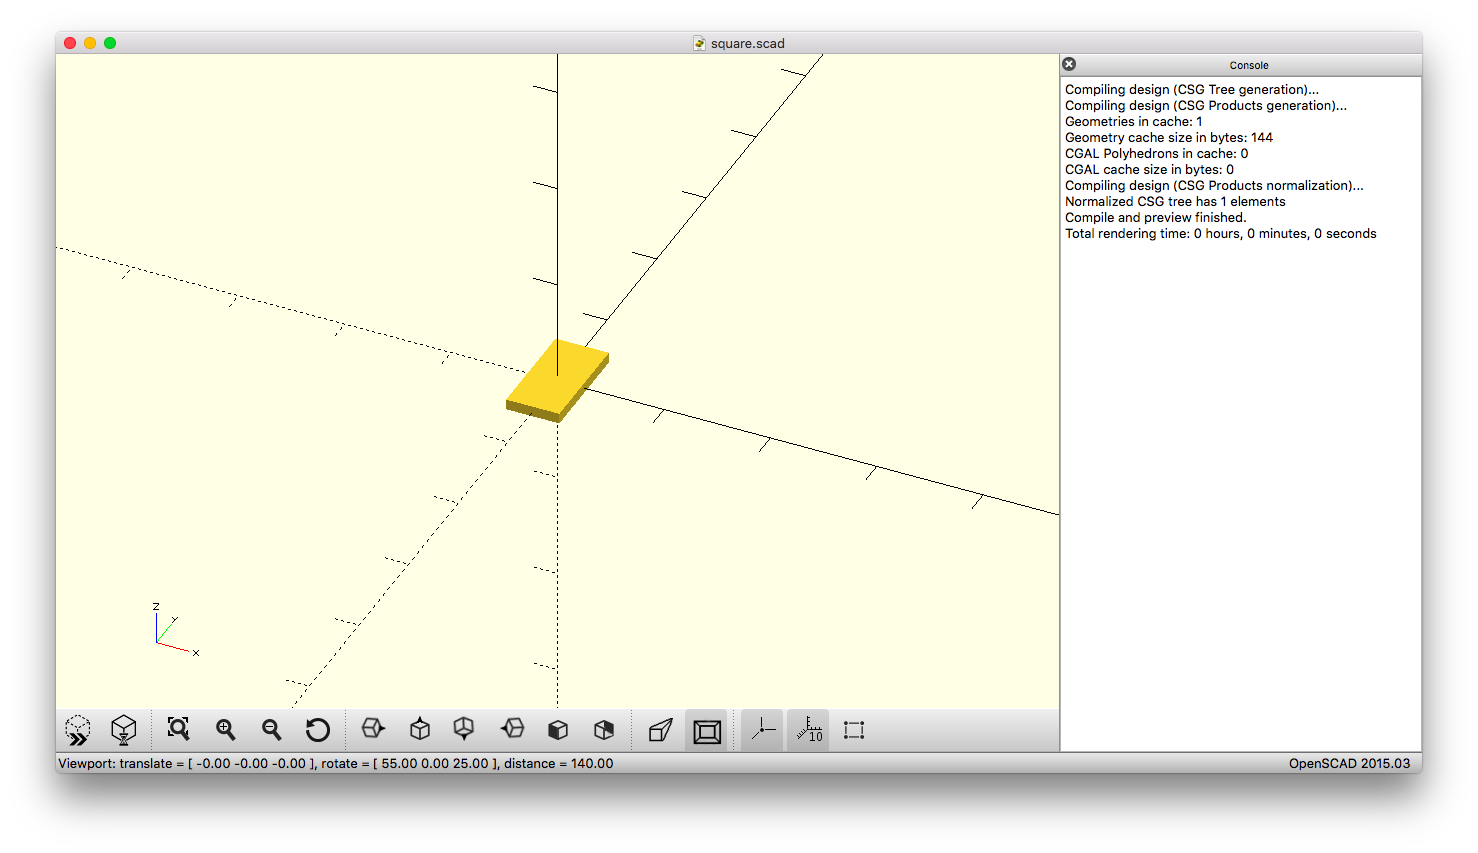 square.scad
Console
Compiling design (CSG Tree generation)...
Compiling design (CSG Products generation)...
Geometries in cache: 1
Geometry cache size in bytes: 144
CGAL Polyhedrons in cache: 0
CGAL cache size in bytes: 0
Compiling design (CSG Products normalization)...
Normalized CSG tree has 1 elements
Compile and preview finished.
Total rendering time: 0 hours, 0 minutes, 0 seconds
z
y
x
10
Viewport: translate = [ -0.00 -0.00 -0.00 ], rotate = [ 55.00 0.00 25.00 ], distance = 140.00
OpenSCAD 2015.03